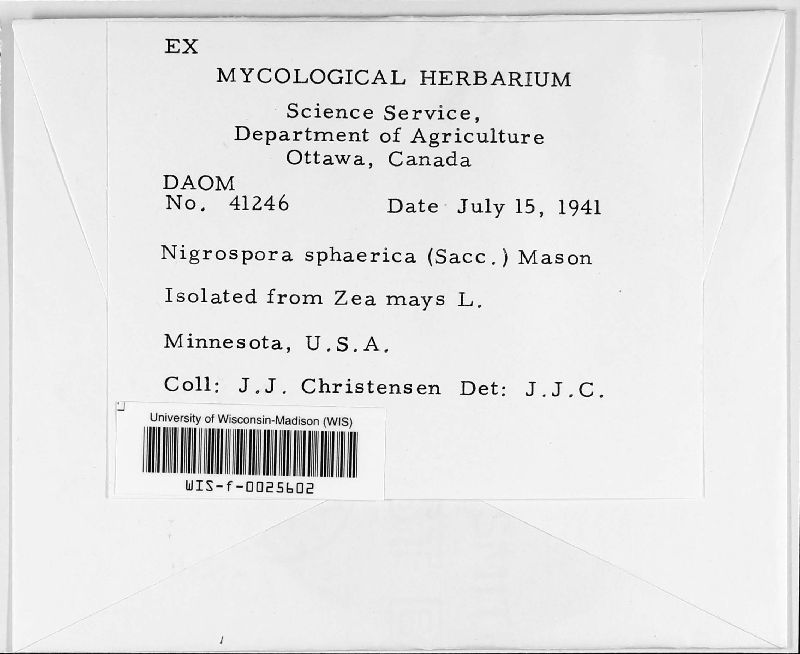 EX
MYCOLOGICAL HERBARIUM
Science Service,
Department of Agriculture
Ottawa, Canada
DAOM
No. 41246 Date July 15, 1941
Nigrospora sphaerica (Sacc.) Mason
Isolated from Zea mays L.
Minnesota, U.S.A.
Coll: J.J. Christensen Det: J.J.C.
University of Wisconsin-Madison (WIS)
WIS-f-0025602